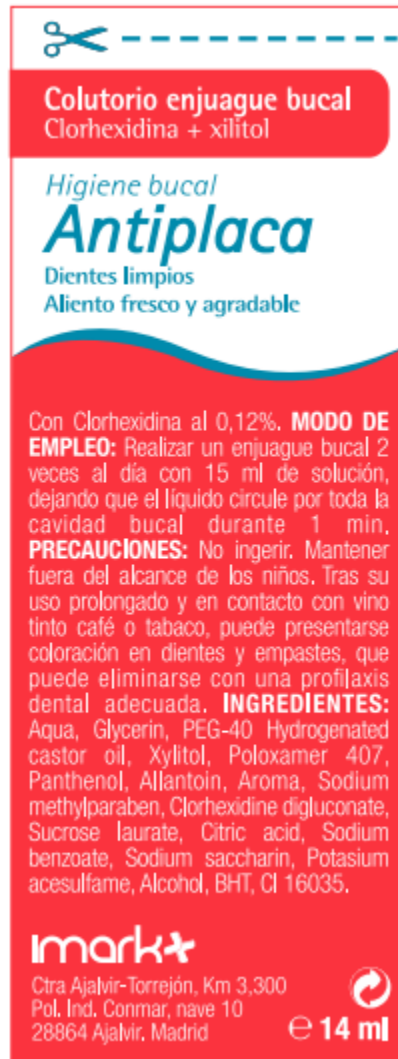 Colutorio enjuague bucal
Clorhexidina + xilitol
Higiene bucal
Antiplaca
Dientes limpios
Aliento fresco y agradable
Con Clorhexidina al 0,12%. MODO DE
EMPLEO: Realizar un enjuague bucal 2
veces al día con 15 ml de solución,
dejando que el líquido circule por toda la
cavidad bucal durante 1 min.
PRECAUCIONES: No ingerir. Mantener
fuera del alcance de los niños. Tras su
uso prolongado y en contacto con vino
tinto café o tabaco, puede presentarse
coloración en dientes y empastes, que
puede eliminarse con una profilaxis
dental adecuada. INGREDIENTES:
Aqua, Glycerin, PEG-40 Hydrogenated
castor oil, Xylitol, Poloxamer 407,
Panthenol, Allantoin, Aroma, Sodium
methylparaben, Clorhexidine digluconate,
Sucrose laurate, Citric acid, Sodium
benzoate, Sodium saccharin, Potasium
acesulfame, Alcohol, BHT, CI 16035.
imark+
Ctra Ajalvir-Torrejón, Km 3,300
Pol. Ind. Conmar, nave 10
28864 Ajalvir. Madrid
℮ 14 ml